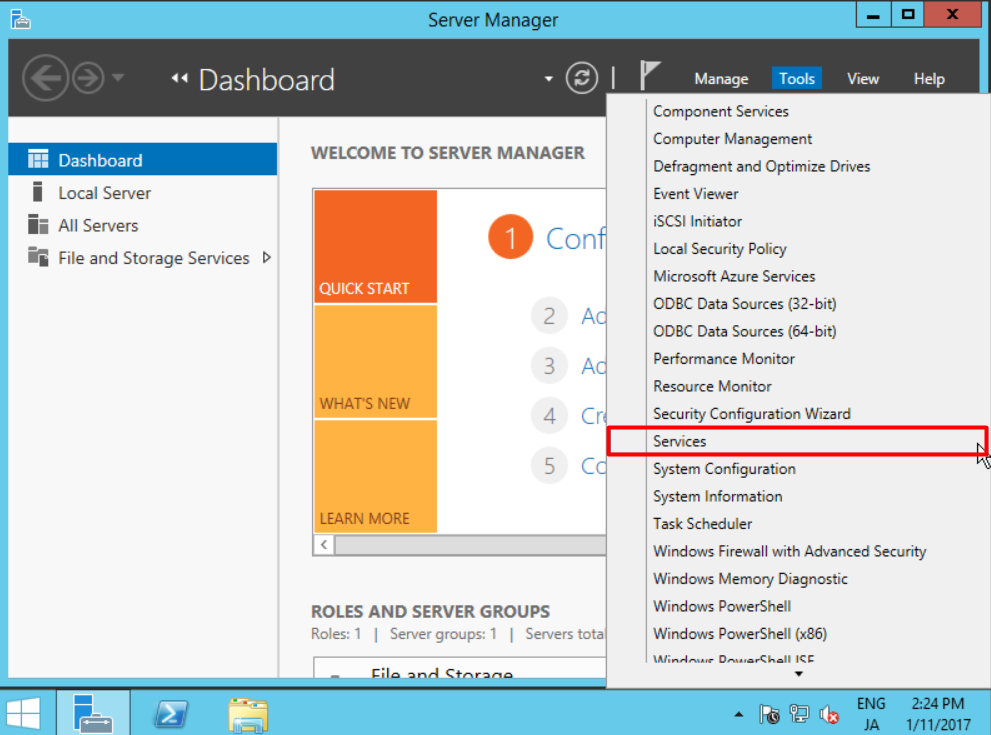 Server Manager
Dashboard
Manage Tools View Help
Dashboard
Local Server
All Servers
File and Storage Services
WELCOME TO SERVER MANAGER
QUICK START
WHAT'S NEW
LEARN MORE
1 Conf
2 Ad
3 Ad
4 Cre
5 Co
ROLES AND SERVER GROUPS
Roles: 1 | Server groups: 1 | Servers total
File and Storage
Component Services
Computer Management
Defragment and Optimize Drives
Event Viewer
iSCSI Initiator
Local Security Policy
Microsoft Azure Services
ODBC Data Sources (32-bit)
ODBC Data Sources (64-bit)
Performance Monitor
Resource Monitor
Security Configuration Wizard
Services
System Configuration
System Information
Task Scheduler
Windows Firewall with Advanced Security
Windows Memory Diagnostic
Windows PowerShell
Windows PowerShell (x86)
Windows PowerShell ISE
ENG
JA
2:24 PM
1/11/2017